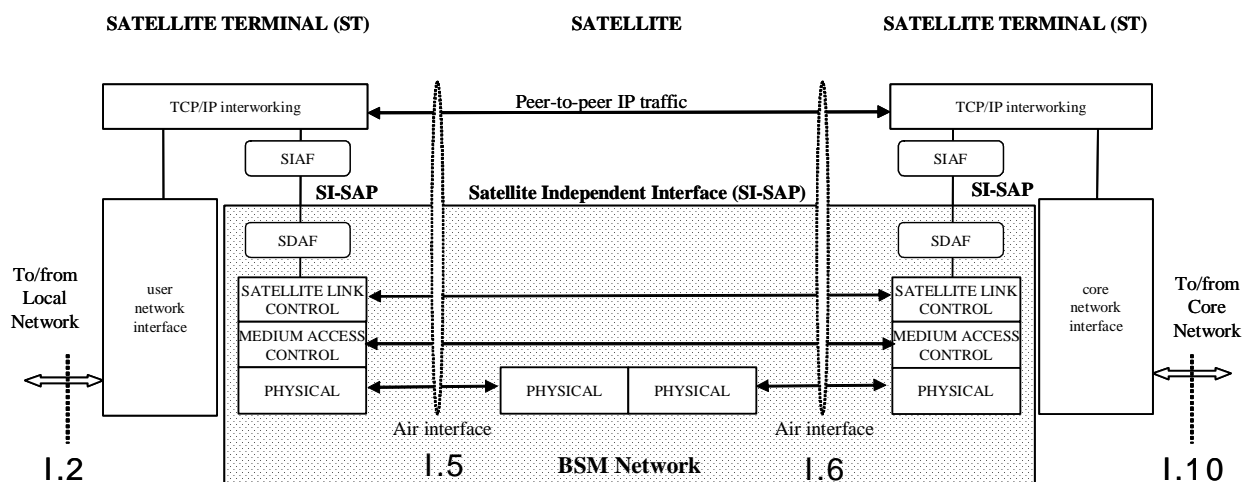 SATELLITE TERMINAL (ST)
SATELLITE
SATELLITE TERMINAL (ST)
TCP/IP interworking
Peer-to-peer IP traffic
TCP/IP interworking
SIAF
SIAF
SI-SAP
Satellite Independent Interface (SI-SAP)
SI-SAP
SDAF
SDAF
To/from
Local
Network
user
network
interface
SATELLITE LINK
CONTROL
SATELLITE LINK
CONTROL
core
network
interface
To/from
Core
Network
MEDIUM ACCESS
CONTROL
MEDIUM ACCESS
CONTROL
PHYSICAL
PHYSICAL
PHYSICAL
PHYSICAL
Air interface
Air interface
I.2
I.5
BSM Network
I.6
I.10